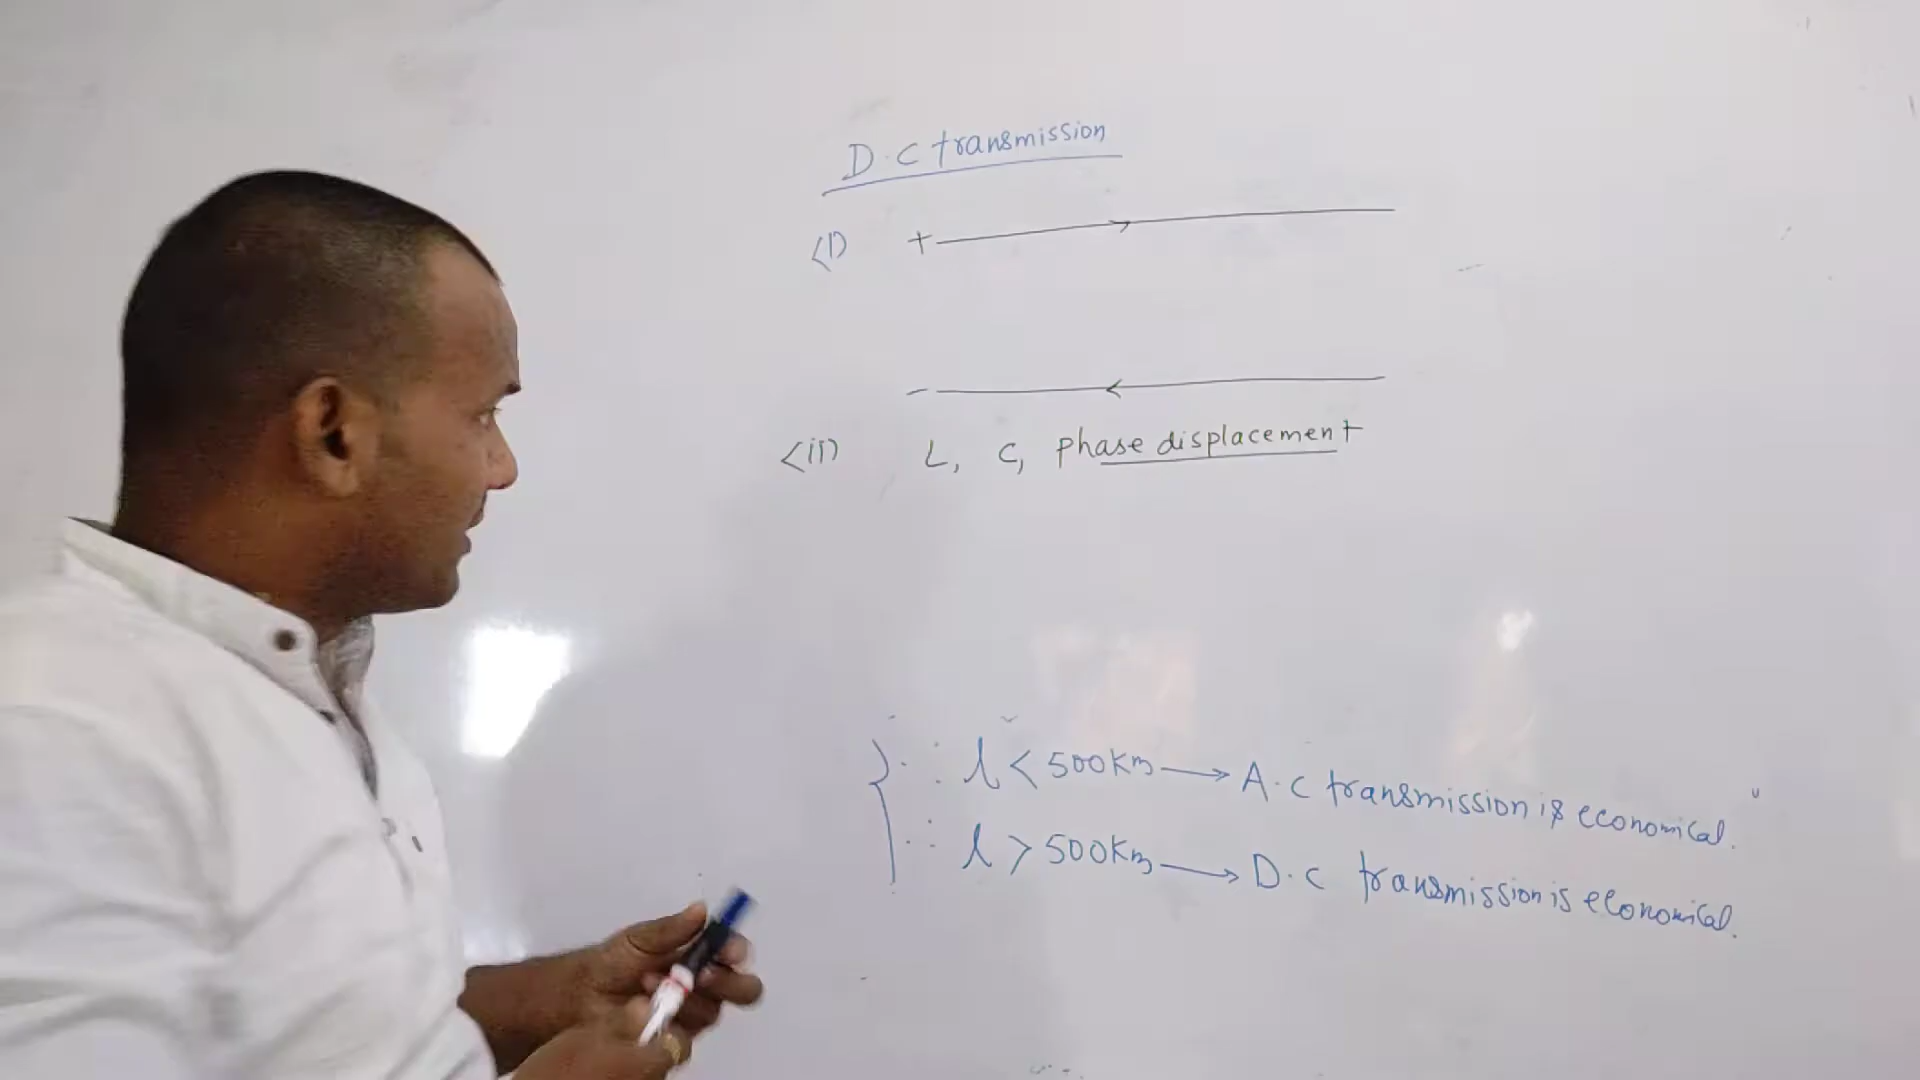 D.C transmission
(i) +
-
(ii) L, C, phase displacement
∴ l < 500Km → A.C transmission is economical.
∴ l > 500Km → D.C transmission is economical.